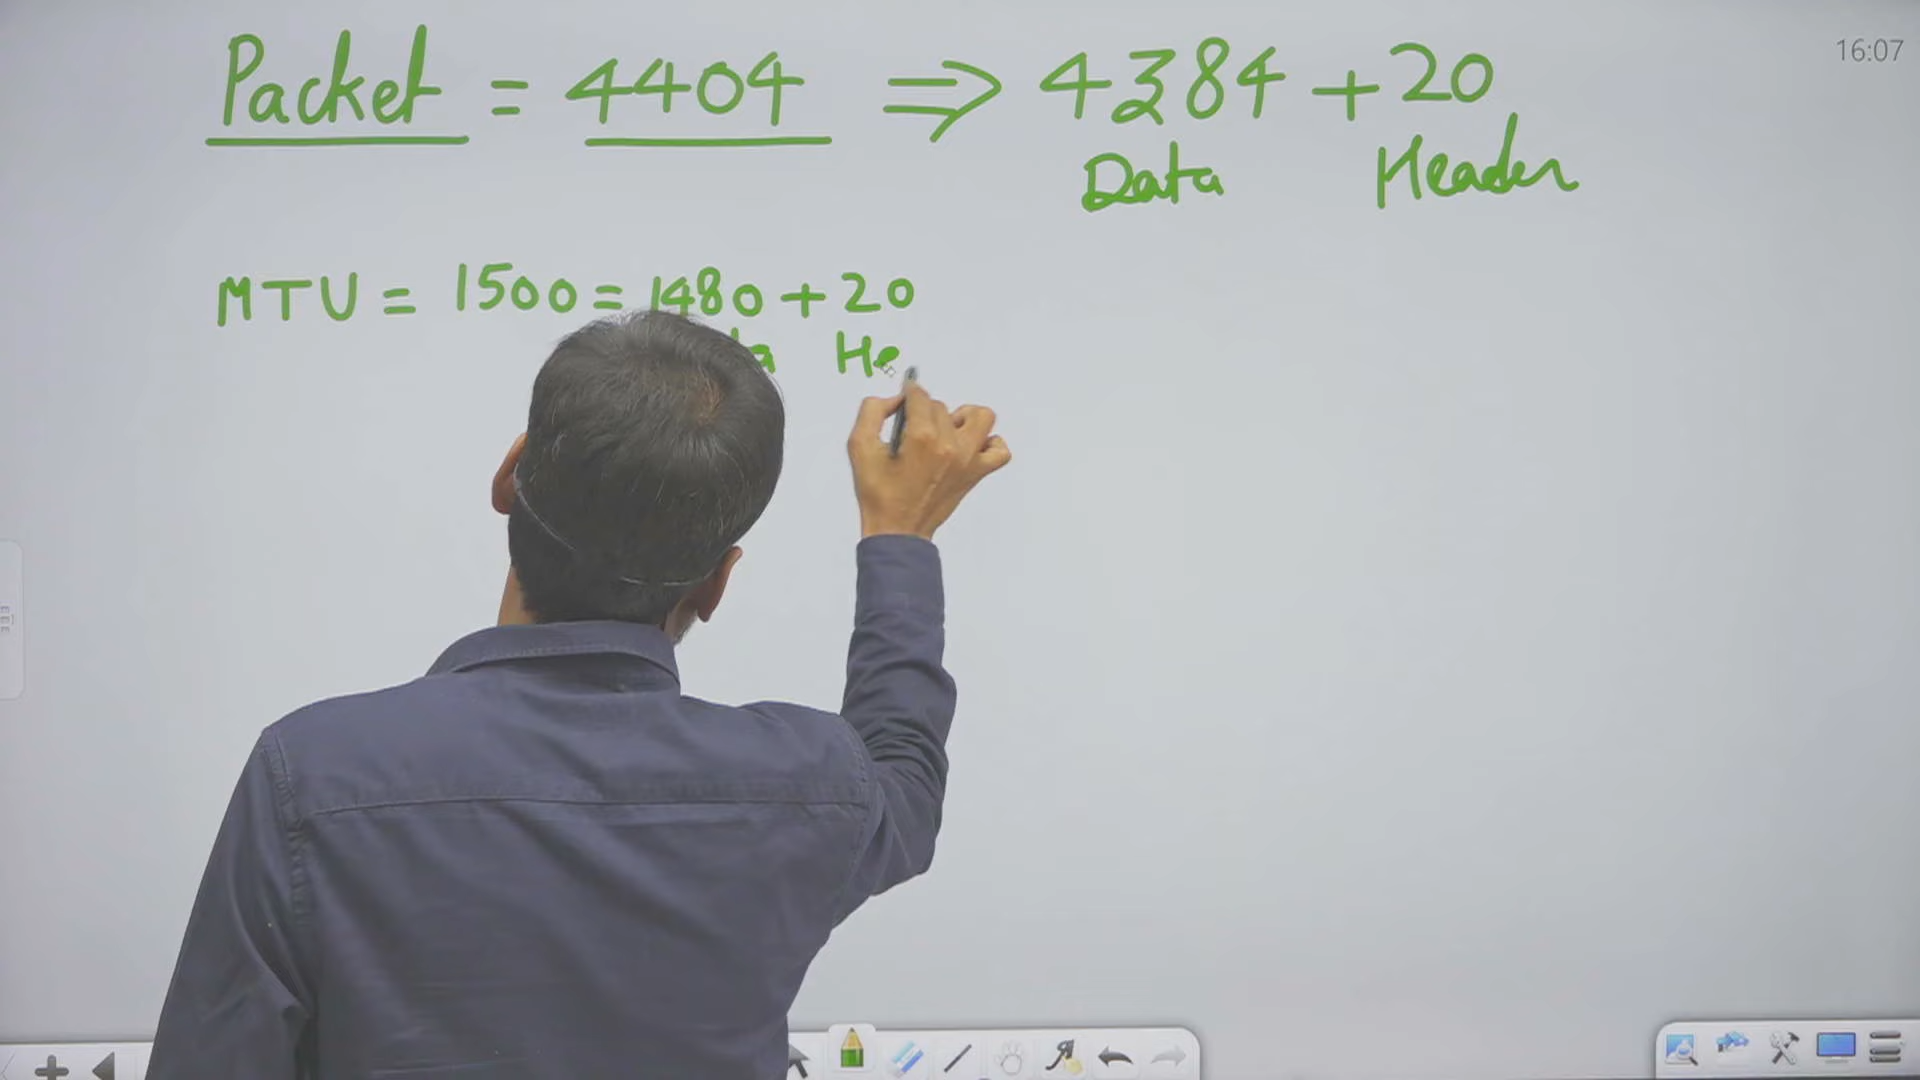 16:07
Packet = 4404 ⇒ 4384 + 20
Data Header
MTU = 1500 = 1480 + 20
He